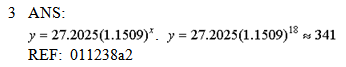 3 ANS:
y = 27.2025(1.1509)ˣ. y = 27.2025(1.1509)¹⁸ ≈ 341
REF: 011238a2